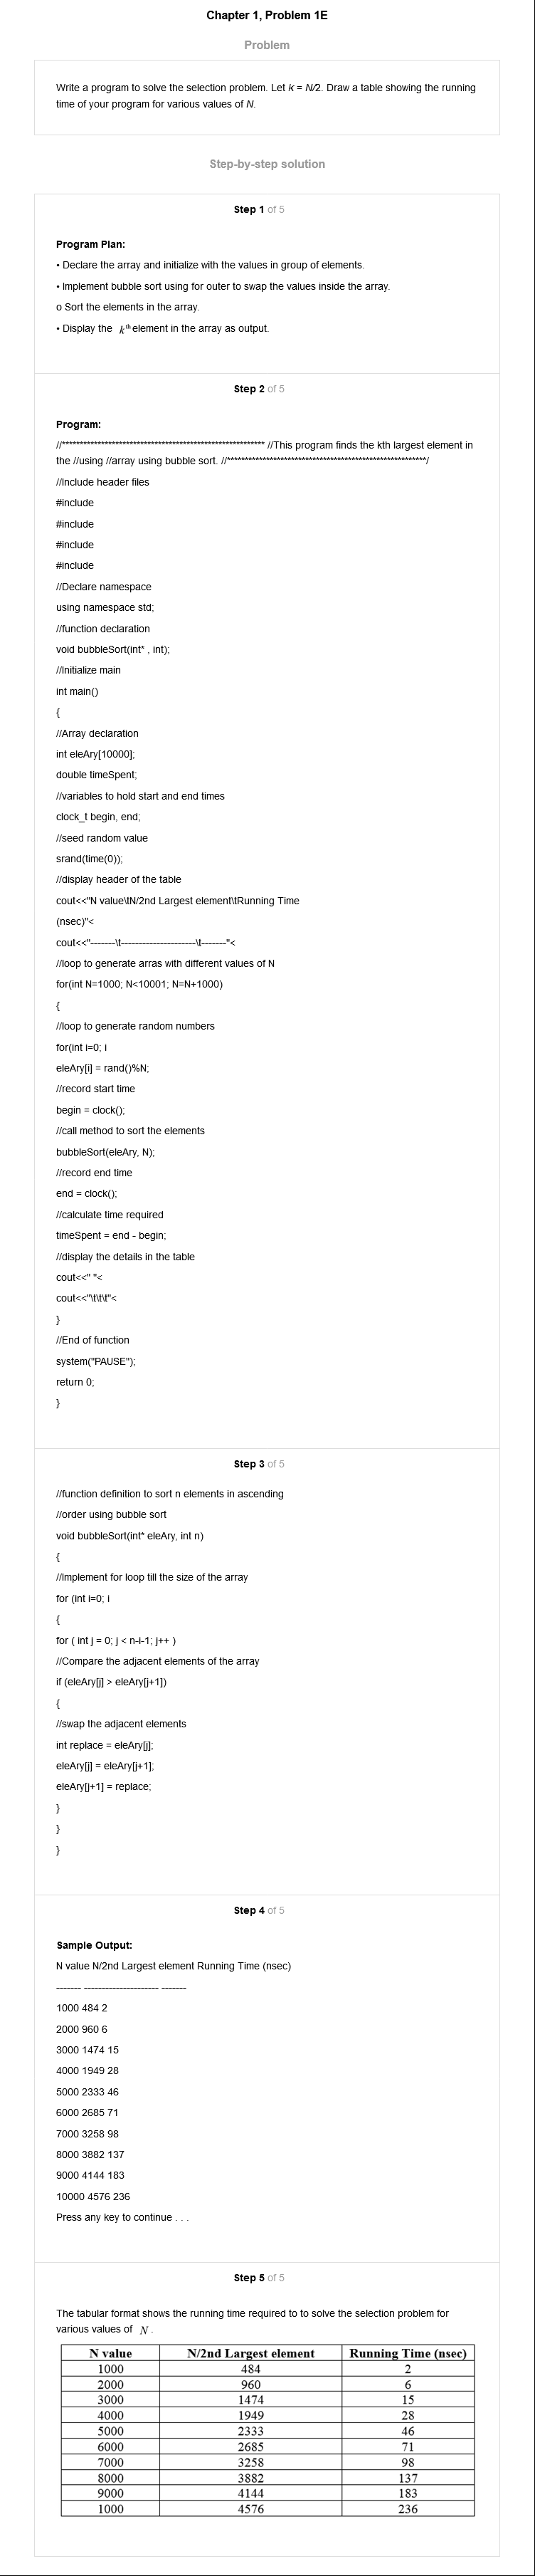 Chapter 1, Problem 1E
Problem
Write a program to solve the selection problem. Let k = N/2. Draw a table showing the running
time of your program for various values of N.
Step-by-step solution
Step 1 of 5
Program Plan:
• Declare the array and initialize with the values in group of elements.
• Implement bubble sort using for outer to swap the values inside the array.
o Sort the elements in the array.
• Display the k th element in the array as output.
Step 2 of 5
Program:
//********************************************************** //This program finds the kth largest element in
the //using //array using bubble sort. //*********************************************************/
//Include header files
#include
#include
#include
#include
//Declare namespace
using namespace std;
//function declaration
void bubbleSort(int* , int);
//Initialize main
int main()
{
//Array declaration
int eleAry[10000];
double timeSpent;
//variables to hold start and end times
clock_t begin, end;
//seed random value
srand(time(0));
//display header of the table
cout<<"N value\tN/2nd Largest element\tRunning Time
(nsec)"<
cout<<"-------\t---------------------\t-------"<
//loop to generate arras with different values of N
for(int N=1000; N<10001; N=N+1000)
{
//loop to generate random numbers
for(int i=0; i
eleAry[i] = rand()%N;
//record start time
begin = clock();
//call method to sort the elements
bubbleSort(eleAry, N);
//record end time
end = clock();
//calculate time required
timeSpent = end - begin;
//display the details in the table
cout<<" "<
cout<<"\t\t\t"<
}
//End of function
system("PAUSE");
return 0;
}
Step 3 of 5
//function definition to sort n elements in ascending
//order using bubble sort
void bubbleSort(int* eleAry, int n)
{
//Implement for loop till the size of the array
for (int i=0; i
{
for ( int j = 0; j < n-i-1; j++ )
//Compare the adjacent elements of the array
if (eleAry[j] > eleAry[j+1])
{
//swap the adjacent elements
int replace = eleAry[j];
eleAry[j] = eleAry[j+1];
eleAry[j+1] = replace;
}
}
}
Step 4 of 5
Sample Output:
N value N/2nd Largest element Running Time (nsec)
------- --------------------- -------
1000 484 2
2000 960 6
3000 1474 15
4000 1949 28
5000 2333 46
6000 2685 71
7000 3258 98
8000 3882 137
9000 4144 183
10000 4576 236
Press any key to continue . . .
Step 5 of 5
The tabular format shows the running time required to to solve the selection problem for
various values of N .
N value N/2nd Largest element Running Time (nsec)
1000 484 2
2000 960 6
3000 1474 15
4000 1949 28
5000 2333 46
6000 2685 71
7000 3258 98
8000 3882 137
9000 4144 183
1000 4576 236